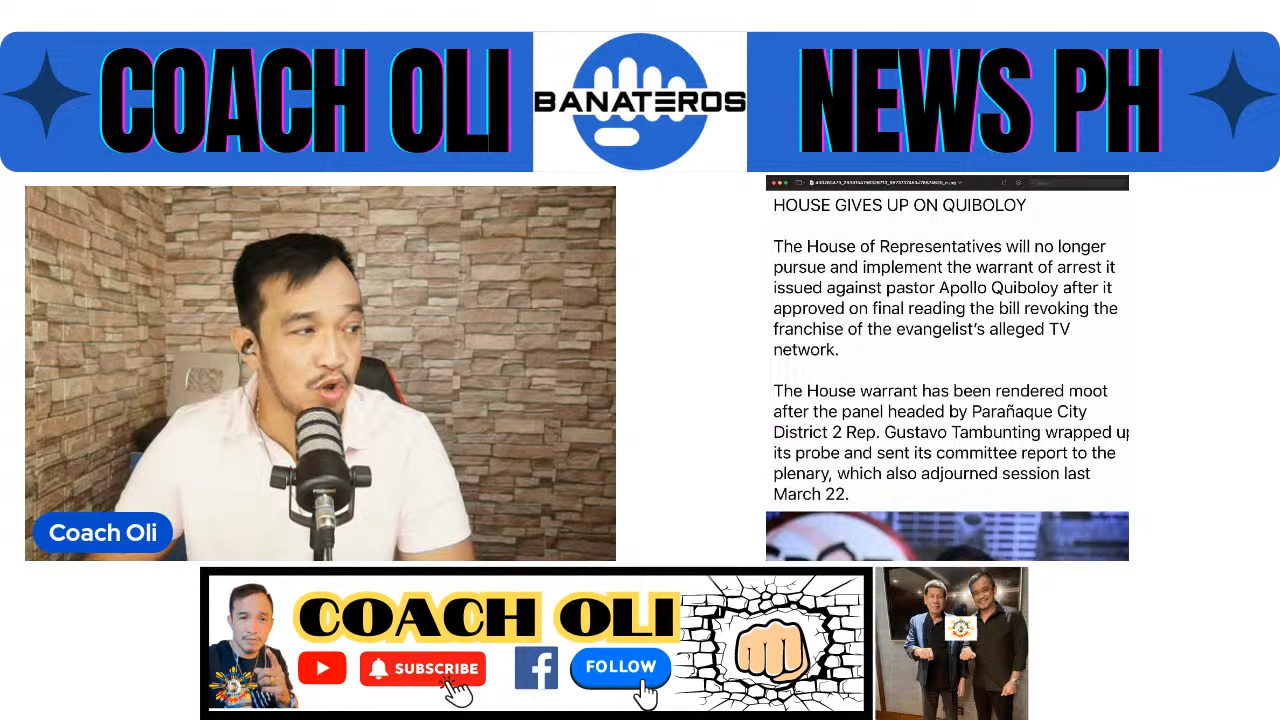 COACH OLI
BANATEROS
NEWS PH
HOUSE GIVES UP ON QUIBOLOY
The House of Representatives will no longer
pursue and implement the warrant of arrest it
issued against pastor Apollo Quiboloy after it
approved on final reading the bill revoking the
franchise of the evangelist's alleged TV
network.
The House warrant has been rendered moot
after the panel headed by Parañaque City
District 2 Rep. Gustavo Tambunting wrapped up
its probe and sent its committee report to the
plenary, which also adjourned session last
March 22.
Coach Oli
COACH OLI
SUBSCRIBE
FOLLOW